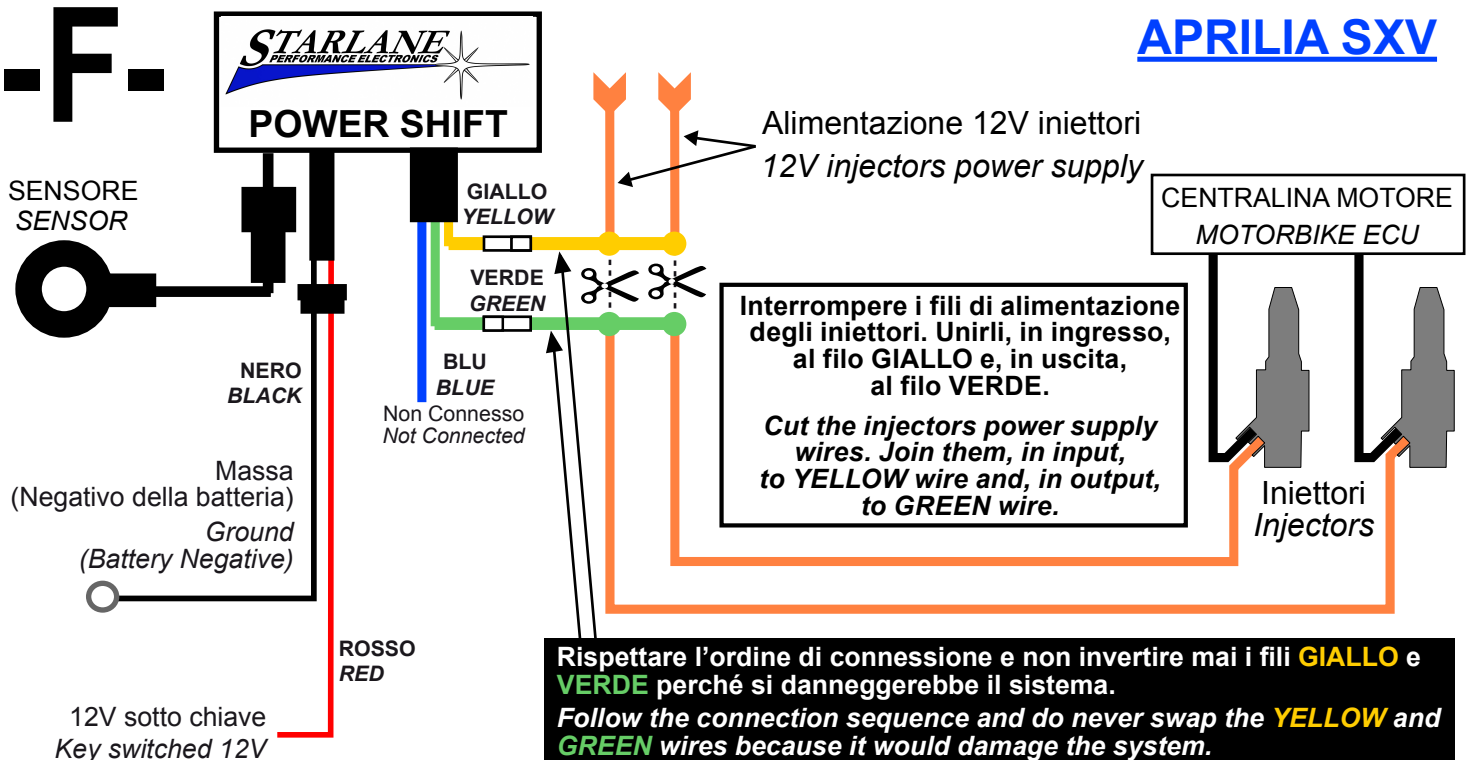 -F-
STARLANE
PERFORMANCE ELECTRONICS
POWER SHIFT
APRILIA SXV
Alimentazione 12V iniettori
12V injectors power supply
SENSORE
SENSOR
GIALLO
YELLOW
VERDE
GREEN
BLU
BLUE
Non Connesso
Not Connected
NERO
BLACK
Massa
(Negativo della batteria)
Ground
(Battery Negative)
ROSSO
RED
12V sotto chiave
Key switched 12V
CENTRALINA MOTORE
MOTORBIKE ECU
Interrompere i fili di alimentazione
degli iniettori. Unirli, in ingresso,
al filo GIALLO e, in uscita,
al filo VERDE.
Cut the injectors power supply
wires. Join them, in input,
to YELLOW wire and, in output,
to GREEN wire.
Iniettori
Injectors
Rispettare l’ordine di connessione e non invertire mai i fili GIALLO e
VERDE perché si danneggerebbe il sistema.
Follow the connection sequence and do never swap the YELLOW and
GREEN wires because it would damage the system.